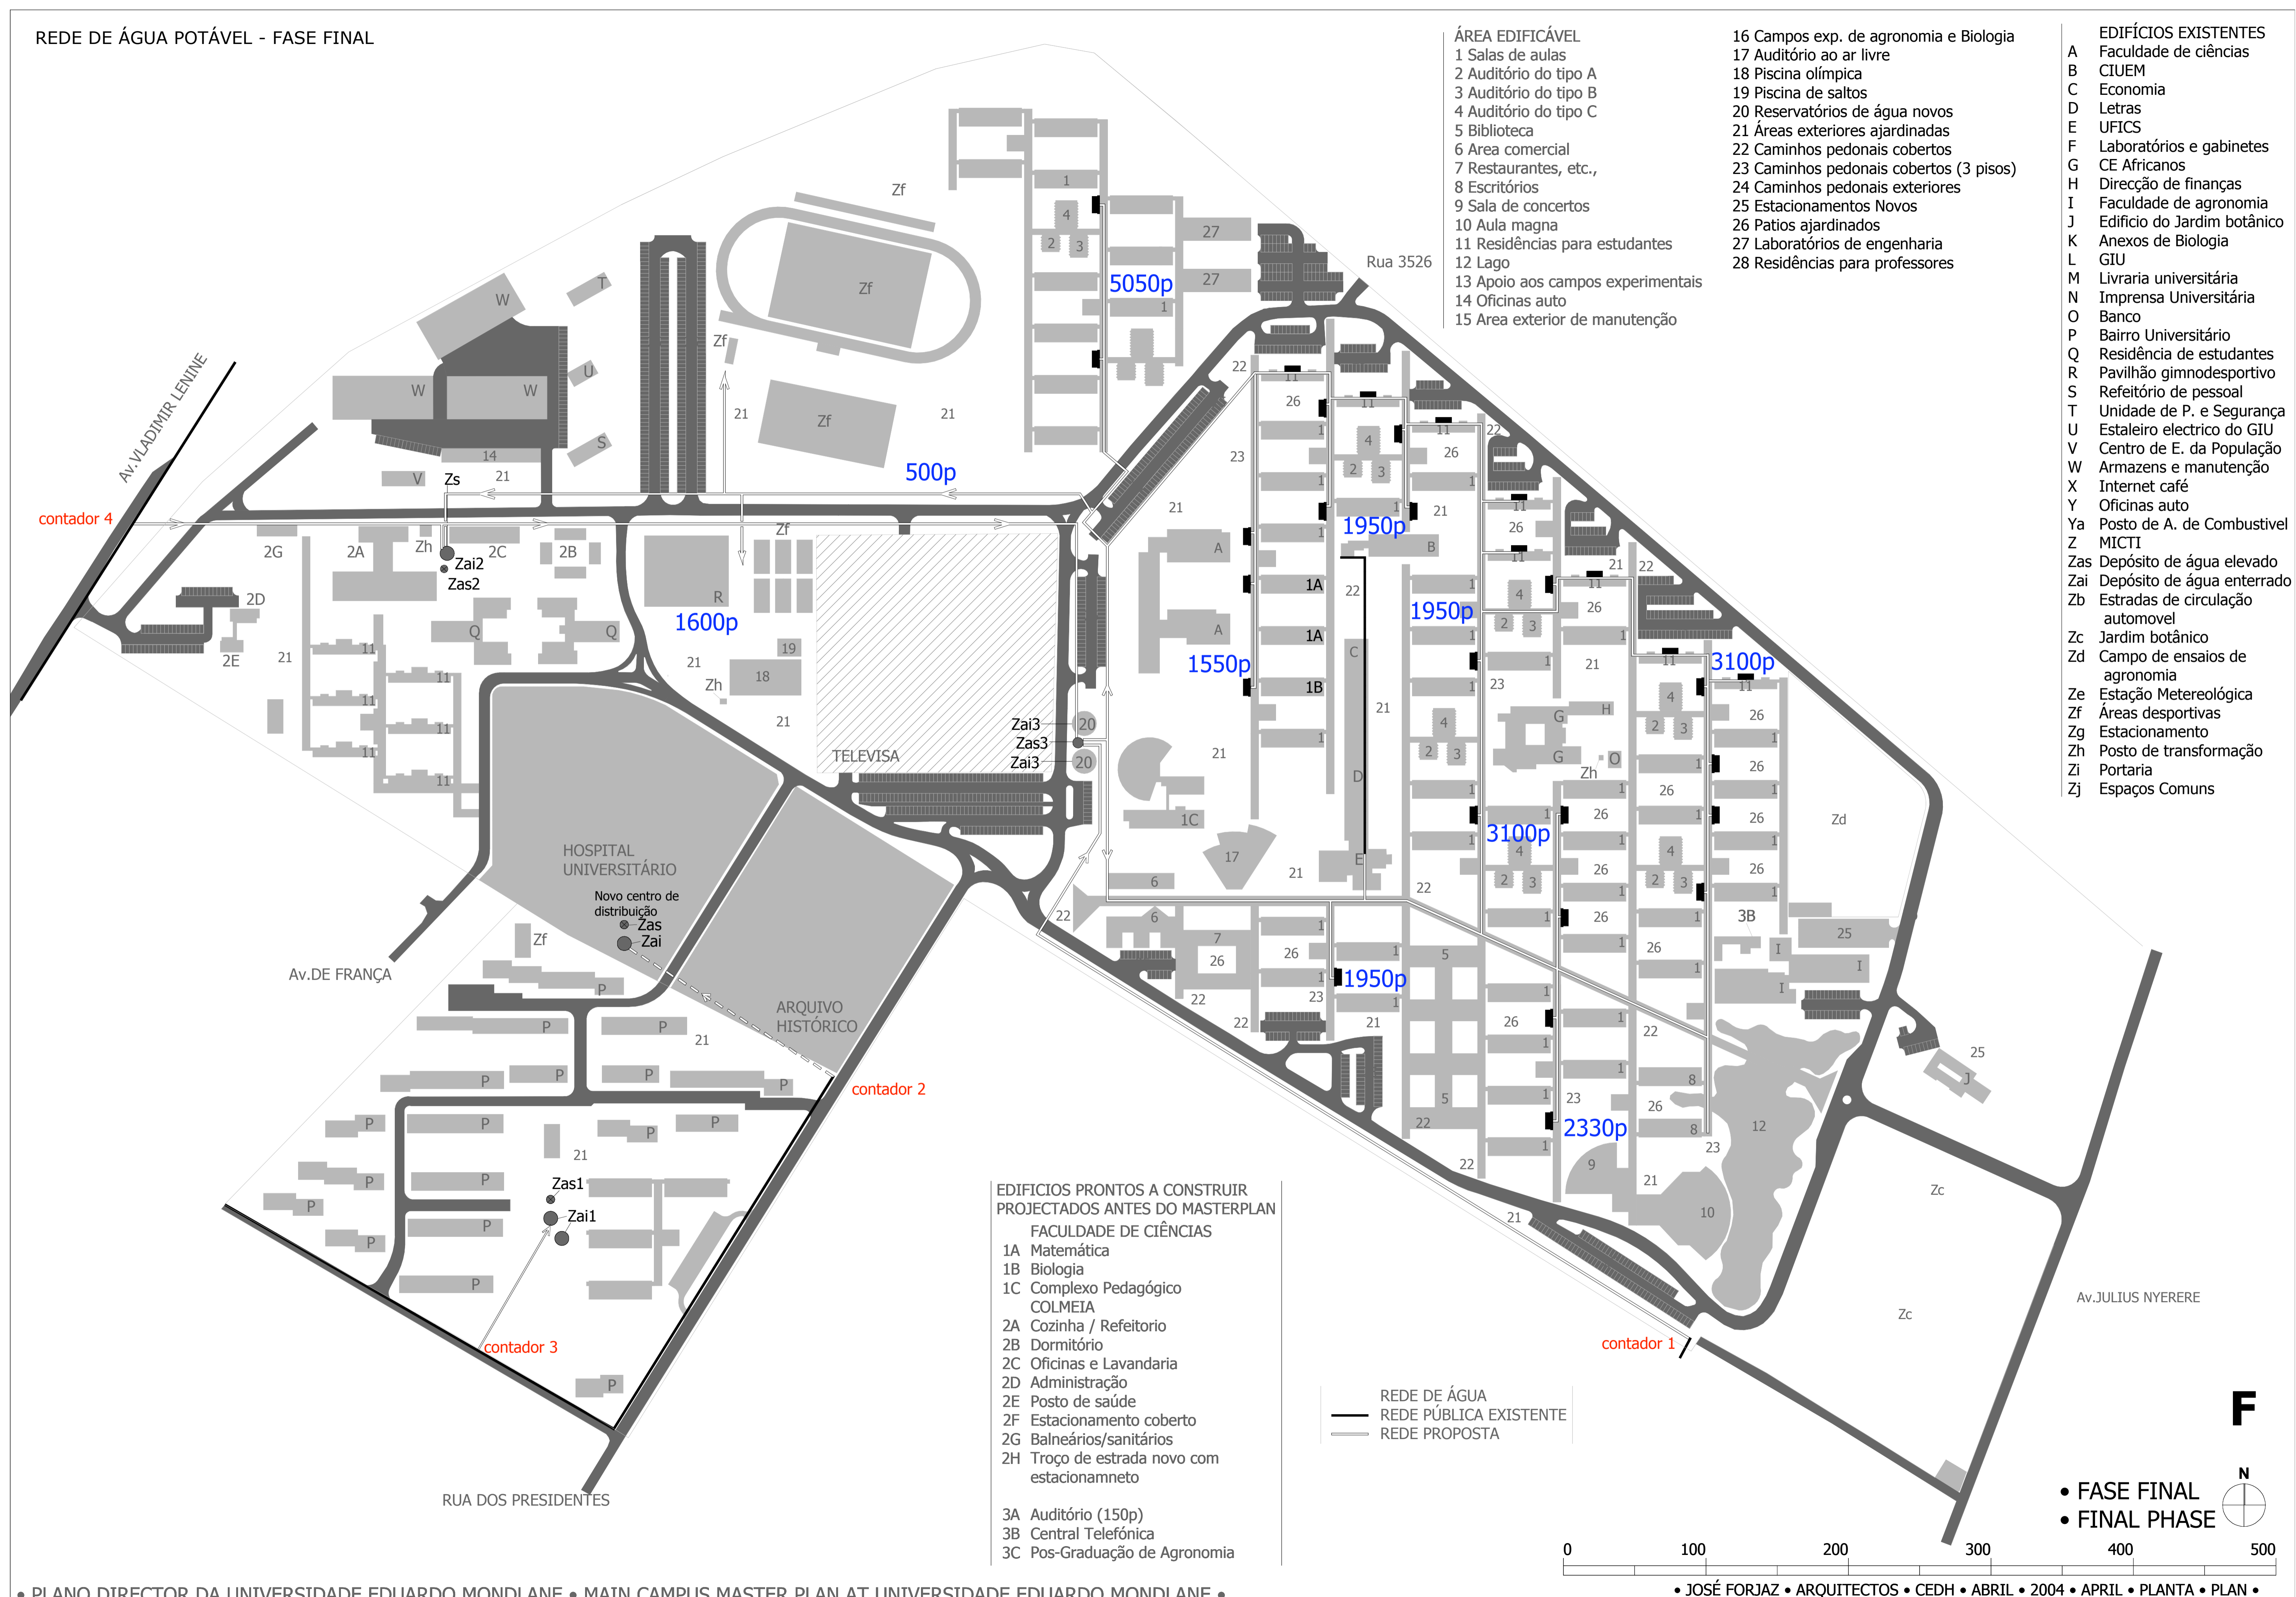 REDE DE ÁGUA POTÁVEL - FASE FINAL
ÁREA EDIFICÁVEL
1 Salas de aulas
2 Auditório do tipo A
3 Auditório do tipo B
4 Auditório do tipo C
5 Biblioteca
6 Area comercial
7 Restaurantes, etc.,
8 Escritórios
9 Sala de concertos
10 Aula magna
11 Residências para estudantes
12 Lago
13 Apoio aos campos experimentais
14 Oficinas auto
15 Area exterior de manutenção
16 Campos exp. de agronomia e Biologia
17 Auditório ao ar livre
18 Piscina olímpica
19 Piscina de saltos
20 Reservatórios de água novos
21 Áreas exteriores ajardinadas
22 Caminhos pedonais cobertos
23 Caminhos pedonais cobertos (3 pisos)
24 Caminhos pedonais exteriores
25 Estacionamentos Novos
26 Patios ajardinados
27 Laboratórios de engenharia
28 Residências para professores
EDIFÍCIOS EXISTENTES
A Faculdade de ciências
B CIUEM
C Economia
D Letras
E UFICS
F Laboratórios e gabinetes
G CE Africanos
H Direcção de finanças
I Faculdade de agronomia
J Edificio do Jardim botânico
K Anexos de Biologia
L GIU
M Livraria universitária
N Imprensa Universitária
O Banco
P Bairro Universitário
Q Residência de estudantes
R Pavilhão gimnodesportivo
S Refeitório de pessoal
T Unidade de P. e Segurança
U Estaleiro electrico do GIU
V Centro de E. da População
W Armazens e manutenção
X Internet café
Y Oficinas auto
Ya Posto de A. de Combustivel
Z MICTI
Zas Depósito de água elevado
Zai Depósito de água enterrado
Zb Estradas de circulação
automovel
Zc Jardim botânico
Zd Campo de ensaios de
agronomia
Ze Estação Metereológica
Zf Áreas desportivas
Zg Estacionamento
Zh Posto de transformação
Zi Portaria
Zj Espaços Comuns
Rua 3526
Av.VLADIMIR LENINE
5050p
500p
contador 4
Zs
Zai2
Zas2
1600p
1950p
1950p
1550p
3100p
3100p
1950p
2330p
TELEVISA
Zai3
Zas3
Zai3
HOSPITAL
UNIVERSITÁRIO
Novo centro de
distribuição
Zas
Zai
Av.DE FRANÇA
ARQUIVO
HISTÓRICO
contador 2
Zas1
Zai1
contador 3
contador 1
RUA DOS PRESIDENTES
Av.JULIUS NYERERE
EDIFICIOS PRONTOS A CONSTRUIR
PROJECTADOS ANTES DO MASTERPLAN
FACULDADE DE CIÊNCIAS
1A Matemática
1B Biologia
1C Complexo Pedagógico
COLMEIA
2A Cozinha / Refeitorio
2B Dormitório
2C Oficinas e Lavandaria
2D Administração
2E Posto de saúde
2F Estacionamento coberto
2G Balneários/sanitários
2H Troço de estrada novo com
estacionamneto
3A Auditório (150p)
3B Central Telefónica
3C Pos-Graduação de Agronomia
REDE DE ÁGUA
REDE PÚBLICA EXISTENTE
REDE PROPOSTA
F
N
• FASE FINAL
• FINAL PHASE
0 100 200 300 400 500
• JOSÉ FORJAZ • ARQUITECTOS • CEDH • ABRIL • 2004 • APRIL • PLANTA • PLAN •
• PLANO DIRECTOR DA UNIVERSIDADE EDUARDO MONDLANE • MAIN CAMPUS MASTER PLAN AT UNIVERSIDADE EDUARDO MONDLANE •